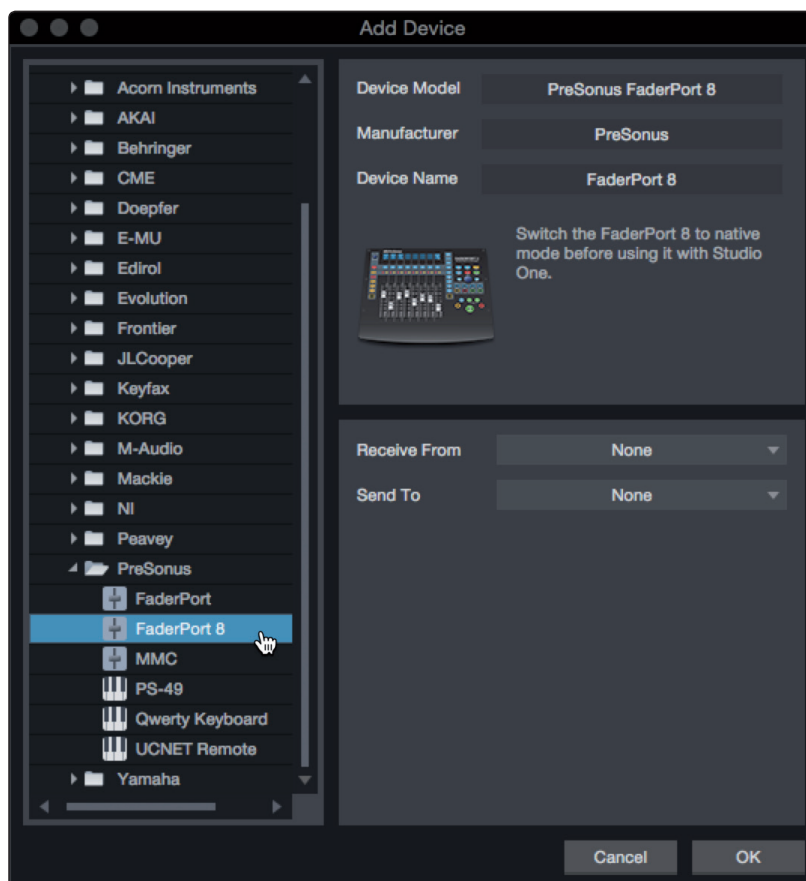 Add Device
Acorn Instruments
AKAI
Behringer
CME
Doepfer
E-MU
Edirol
Evolution
Frontier
JLCooper
Keyfax
KORG
M-Audio
Mackie
NI
Peavey
PreSonus
FaderPort
FaderPort 8
MMC
PS-49
Qwerty Keyboard
UCNET Remote
Yamaha
Device Model PreSonus FaderPort 8
Manufacturer PreSonus
Device Name FaderPort 8
Switch the FaderPort 8 to native
mode before using it with Studio
One.
Receive From None
Send To None
Cancel OK